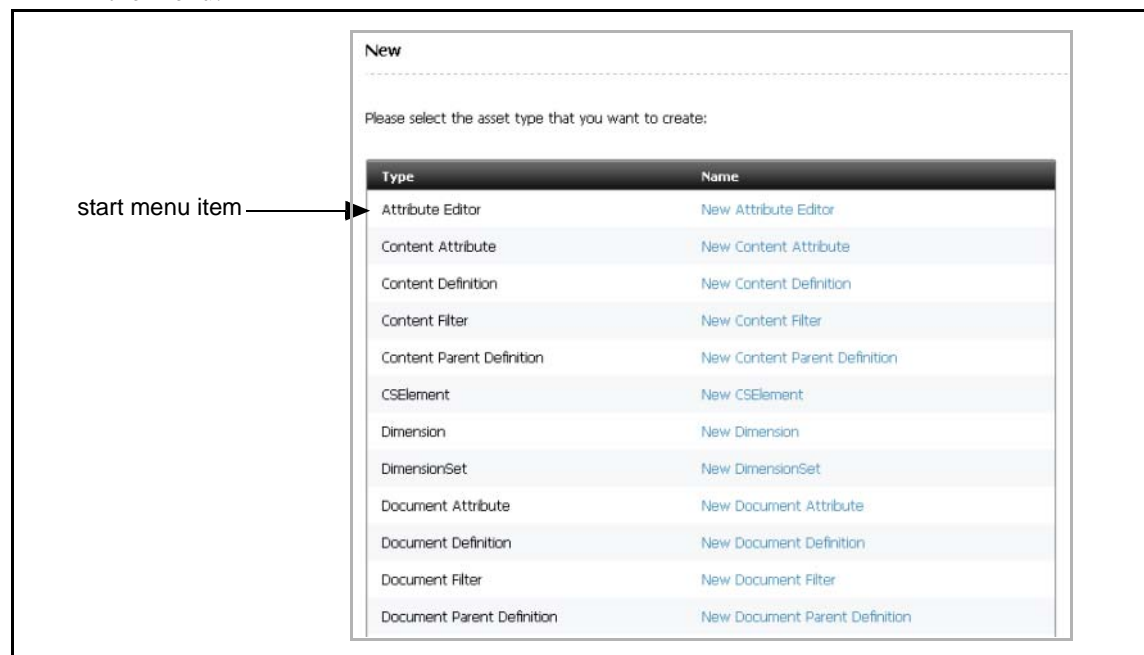 New
Please select the asset type that you want to create:
Type Name
start menu item
Attribute Editor New Attribute Editor
Content Attribute New Content Attribute
Content Definition New Content Definition
Content Filter New Content Filter
Content Parent Definition New Content Parent Definition
CSElement New CSElement
Dimension New Dimension
DimensionSet New DimensionSet
Document Attribute New Document Attribute
Document Definition New Document Definition
Document Filter New Document Filter
Document Parent Definition New Document Parent Definition